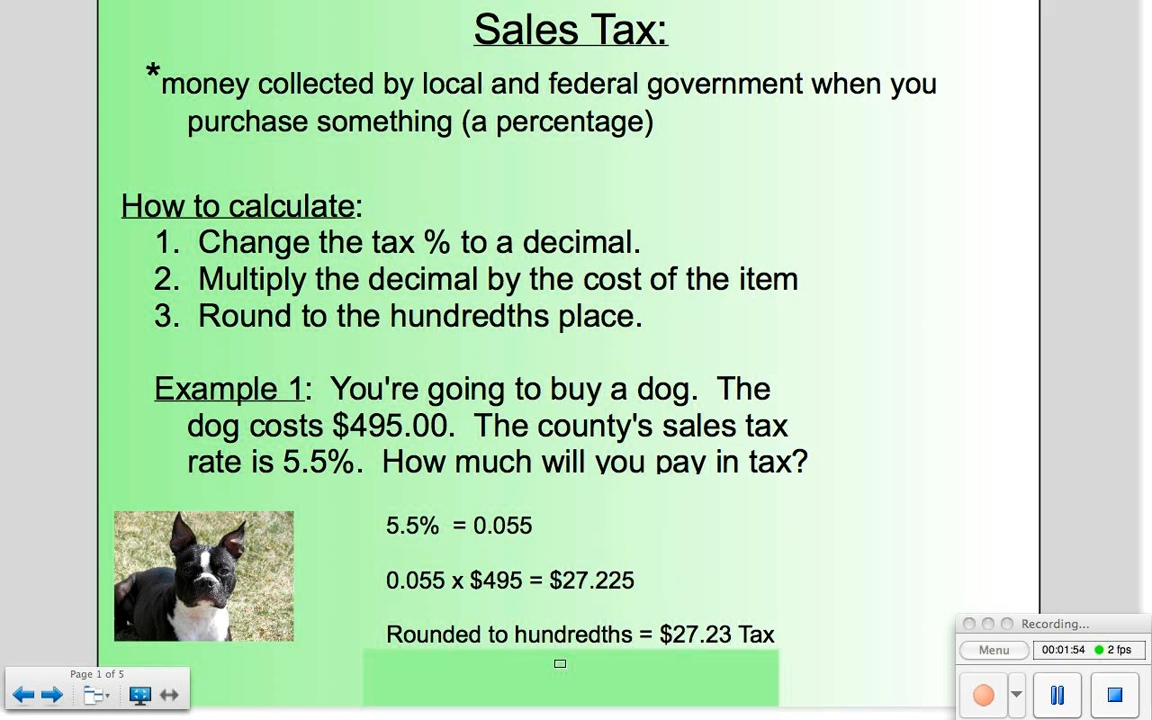 Sales Tax:
*money collected by local and federal government when you
purchase something (a percentage)
How to calculate:
1. Change the tax % to a decimal.
2. Multiply the decimal by the cost of the item
3. Round to the hundredths place.
Example 1: You're going to buy a dog. The
dog costs $495.00. The county's sales tax
rate is 5.5%. How much will you pay in tax?
5.5% = 0.055
0.055 x $495 = $27.225
Rounded to hundredths = $27.23 Tax
Page 1 of 5
Recording...
Menu
00:01:54 2 fps